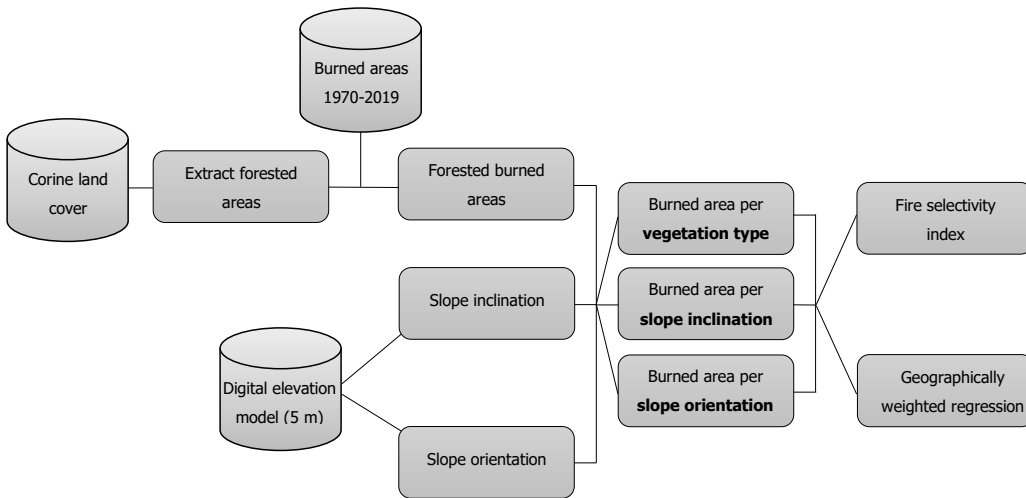 Burned areas
1970-2019
Corine land
cover
Extract forested
areas
Forested burned
areas
Slope inclination
Digital elevation
model (5 m)
Slope orientation
Burned area per
vegetation type
Burned area per
slope inclination
Burned area per
slope orientation
Fire selectivity
index
Geographically
weighted regression